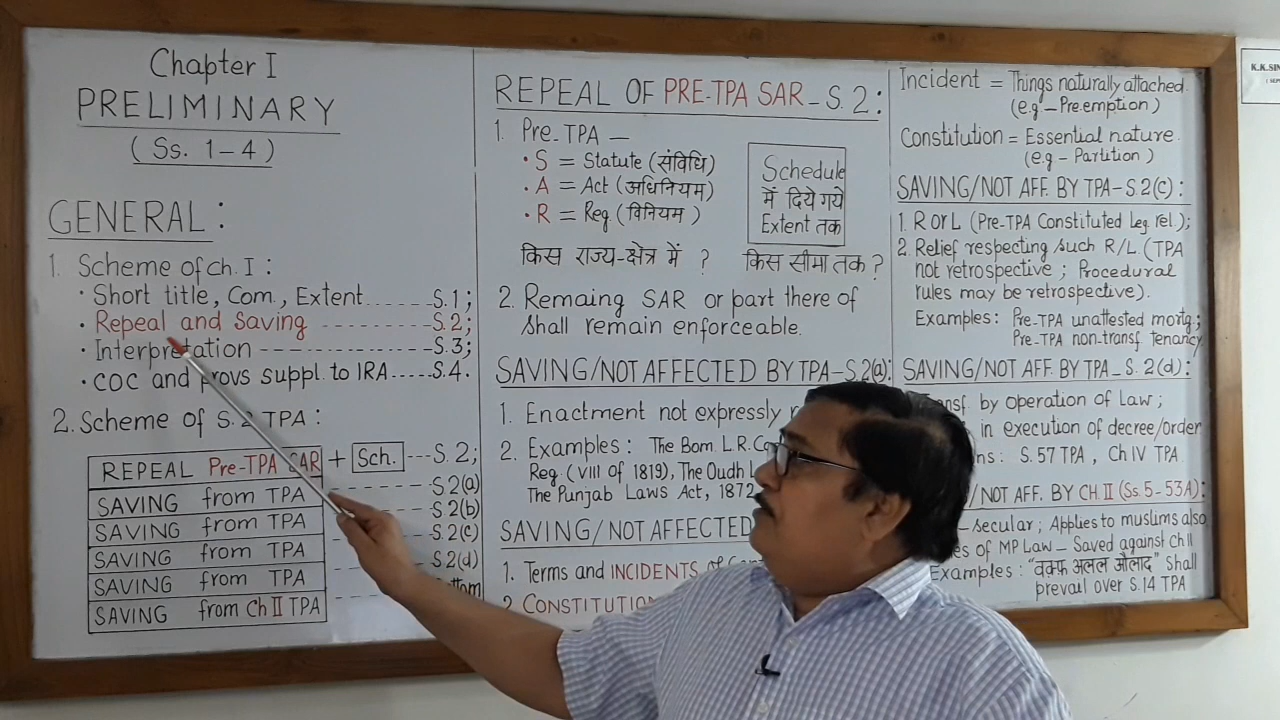 Chapter I
PRELIMINARY
(Ss. 1-4)
GENERAL:
1. Scheme of ch. I:
• Short title, Com., Extent......S.1;
• Repeal and Saving --------S.2;
• Interpretation ---------------S.3;
• COC and provs suppl. to IRA.....S.4.
2. Scheme of S. 2 TPA:
REPEAL Pre-TPA SAR + Sch. ---S.2;
SAVING from TPA S.2(a)
SAVING from TPA S.2(b)
SAVING from TPA S.2(c)
SAVING from TPA S.2(d)
SAVING from Ch II TPA
REPEAL OF PRE-TPA SAR-S.2:
1. Pre-TPA —
• S = Statute (संविधि)
• A = Act (अधिनियम)
• R = Reg. (विनियम)
Schedule
में दिये गये
Extent तक
किस राज्य-क्षेत्र में ? किस सीमा तक ?
2. Remaing SAR or part there of
shall remain enforceable.
SAVING/NOT AFFECTED BY TPA-S.2(a):
1. Enactment not expressly
2. Examples: The Bom. L.R.
Reg. (VIII of 1819), The Oudh
The Punjab Laws Act, 1872
SAVING/NOT AFFECTED
1. Terms and INCIDENTS of
2. CONSTITUTION
Incident = Things naturally attached.
(e.g - Pre.emption)
Constitution = Essential nature.
(e.g - Partition)
SAVING/NOT AFF. BY TPA-S.2(c):
1. R or L (Pre-TPA Constituted Leg. rel.);
2. Relief respecting such R/L. (TPA
not retrospective ; Procedural
rules may be retrospective).
Examples: Pre-TPA unattested mortg.;
Pre-TPA non-transf. tenancy
SAVING/NOT AFF. BY TPA_S. 2(d):
Transf. by operation of Law ;
in execution of decree/order
S.57 TPA , Ch IV TPA
/NOT AFF. BY CH. II (Ss. 5-53A):
-secular ; Applies to muslims also
of MP Law_Saved against ch II
Examples: "वक़्फ़ अलल औलाद" Shall
prevail over S.14 TPA
K.K.SIN